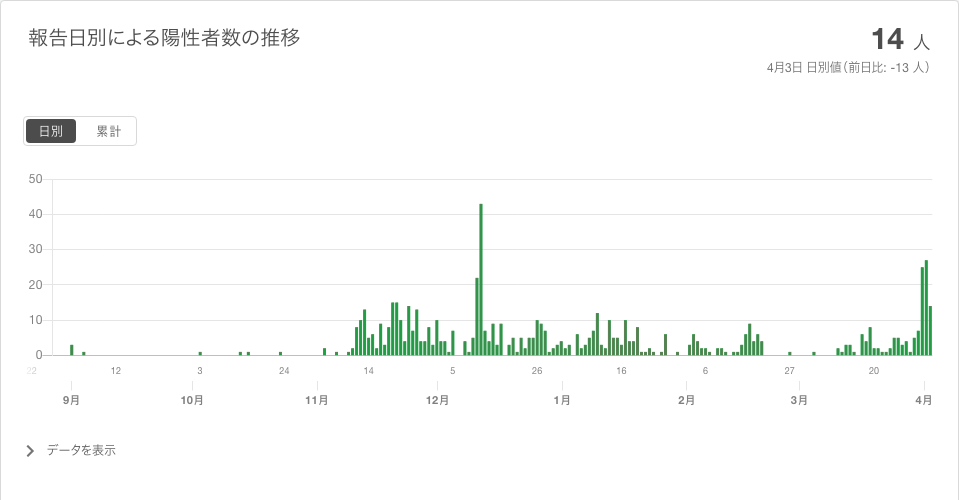 報告日別による陽性者数の推移
14 人
4月3日 日別値（前日比: -13 人）
日別 累計
50
40
30
20
10
0
22 12 3 24 14 5 26 16 6 27 20
9月 10月 11月 12月 1月 2月 3月 4月
データを表示